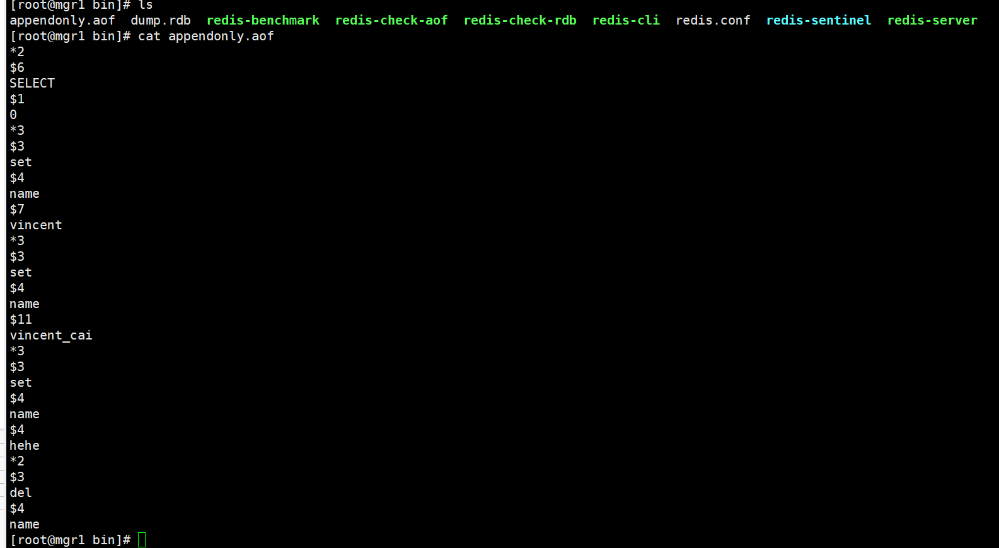 [root@mgr1 bin]# ls
appendonly.aof  dump.rdb  redis-benchmark  redis-check-aof  redis-check-rdb  redis-cli  redis.conf  redis-sentinel  redis-server
[root@mgr1 bin]# cat appendonly.aof
*2
$6
SELECT
$1
0
*3
$3
set
$4
name
$7
vincent
*3
$3
set
$4
name
$11
vincent_cai
*3
$3
set
$4
name
$4
hehe
*2
$3
del
$4
name
[root@mgr1 bin]#